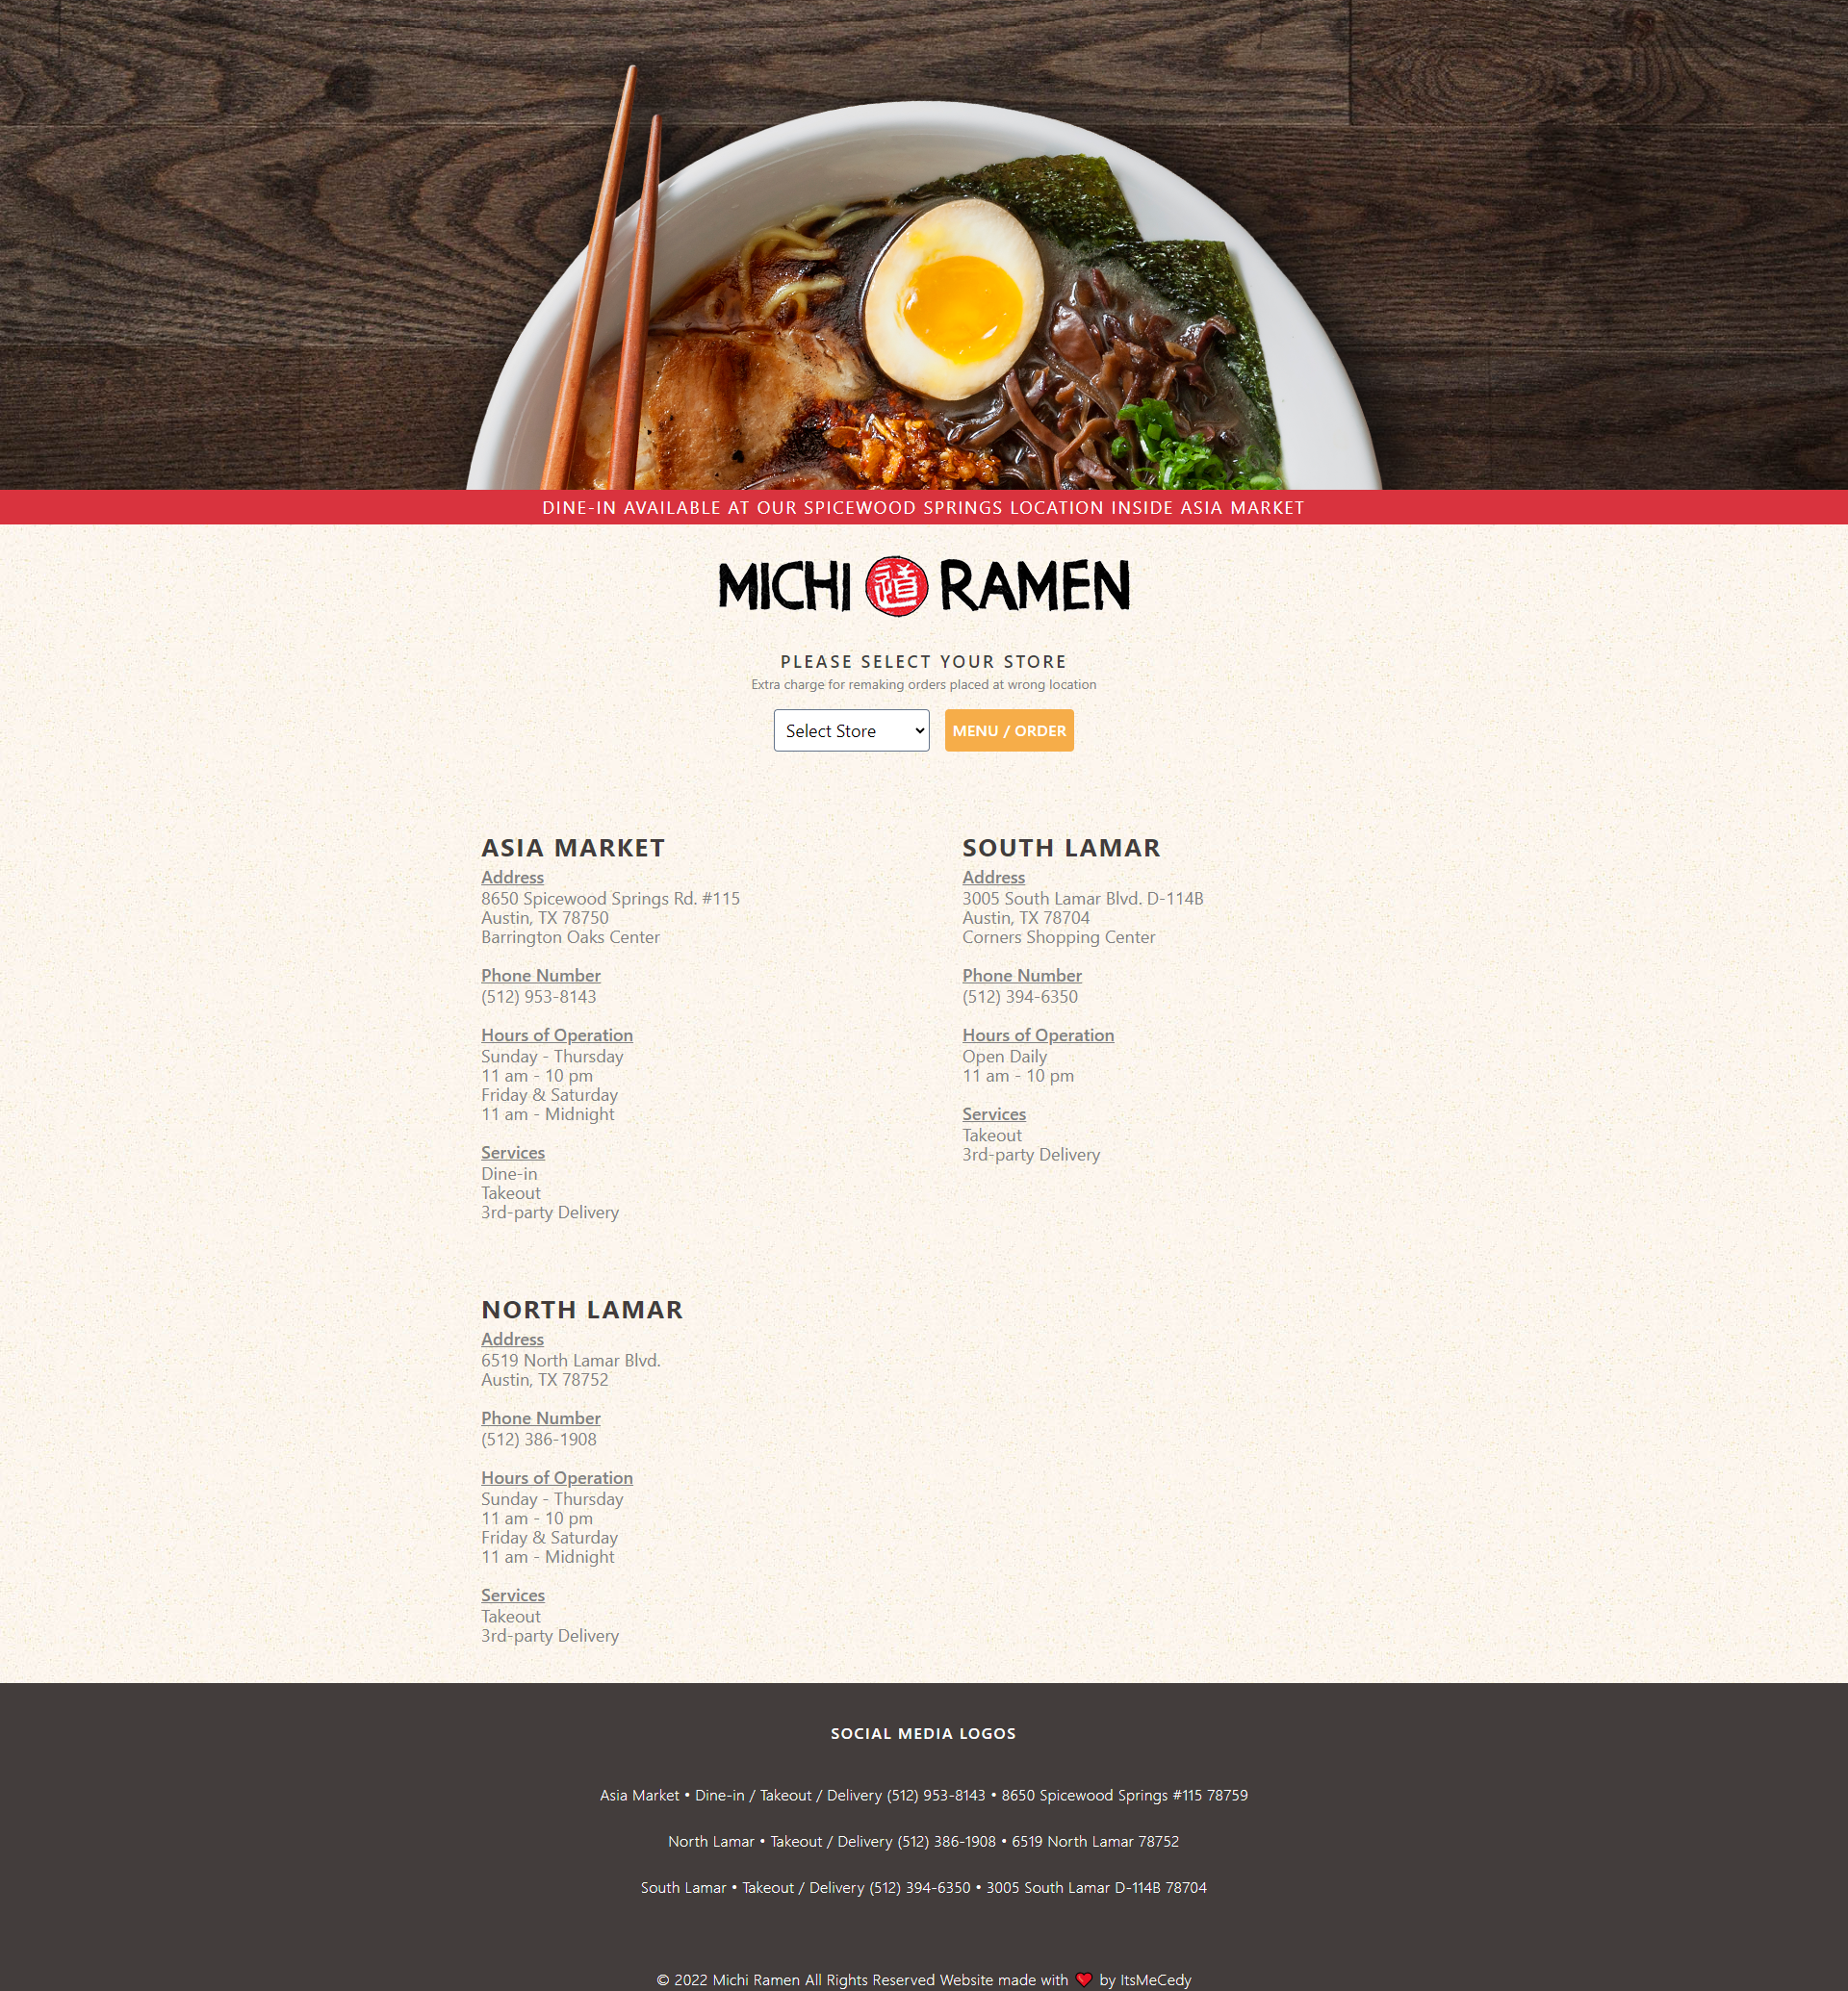 DINE-IN AVAILABLE AT OUR SPICEWOOD SPRINGS LOCATION INSIDE ASIA MARKET
MICHI 道 RAMEN
PLEASE SELECT YOUR STORE
Extra charge for remaking orders placed at wrong location
Select Store
MENU / ORDER
ASIA MARKET
Address
8650 Spicewood Springs Rd. #115
Austin, TX 78750
Barrington Oaks Center
Phone Number
(512) 953-8143
Hours of Operation
Sunday - Thursday
11 am - 10 pm
Friday & Saturday
11 am - Midnight
Services
Dine-in
Takeout
3rd-party Delivery
SOUTH LAMAR
Address
3005 South Lamar Blvd. D-114B
Austin, TX 78704
Corners Shopping Center
Phone Number
(512) 394-6350
Hours of Operation
Open Daily
11 am - 10 pm
Services
Takeout
3rd-party Delivery
NORTH LAMAR
Address
6519 North Lamar Blvd.
Austin, TX 78752
Phone Number
(512) 386-1908
Hours of Operation
Sunday - Thursday
11 am - 10 pm
Friday & Saturday
11 am - Midnight
Services
Takeout
3rd-party Delivery
SOCIAL MEDIA LOGOS
Asia Market • Dine-in / Takeout / Delivery (512) 953-8143 • 8650 Spicewood Springs #115 78759
North Lamar • Takeout / Delivery (512) 386-1908 • 6519 North Lamar 78752
South Lamar • Takeout / Delivery (512) 394-6350 • 3005 South Lamar D-114B 78704
© 2022 Michi Ramen All Rights Reserved Website made with ❤ by ItsMeCedy